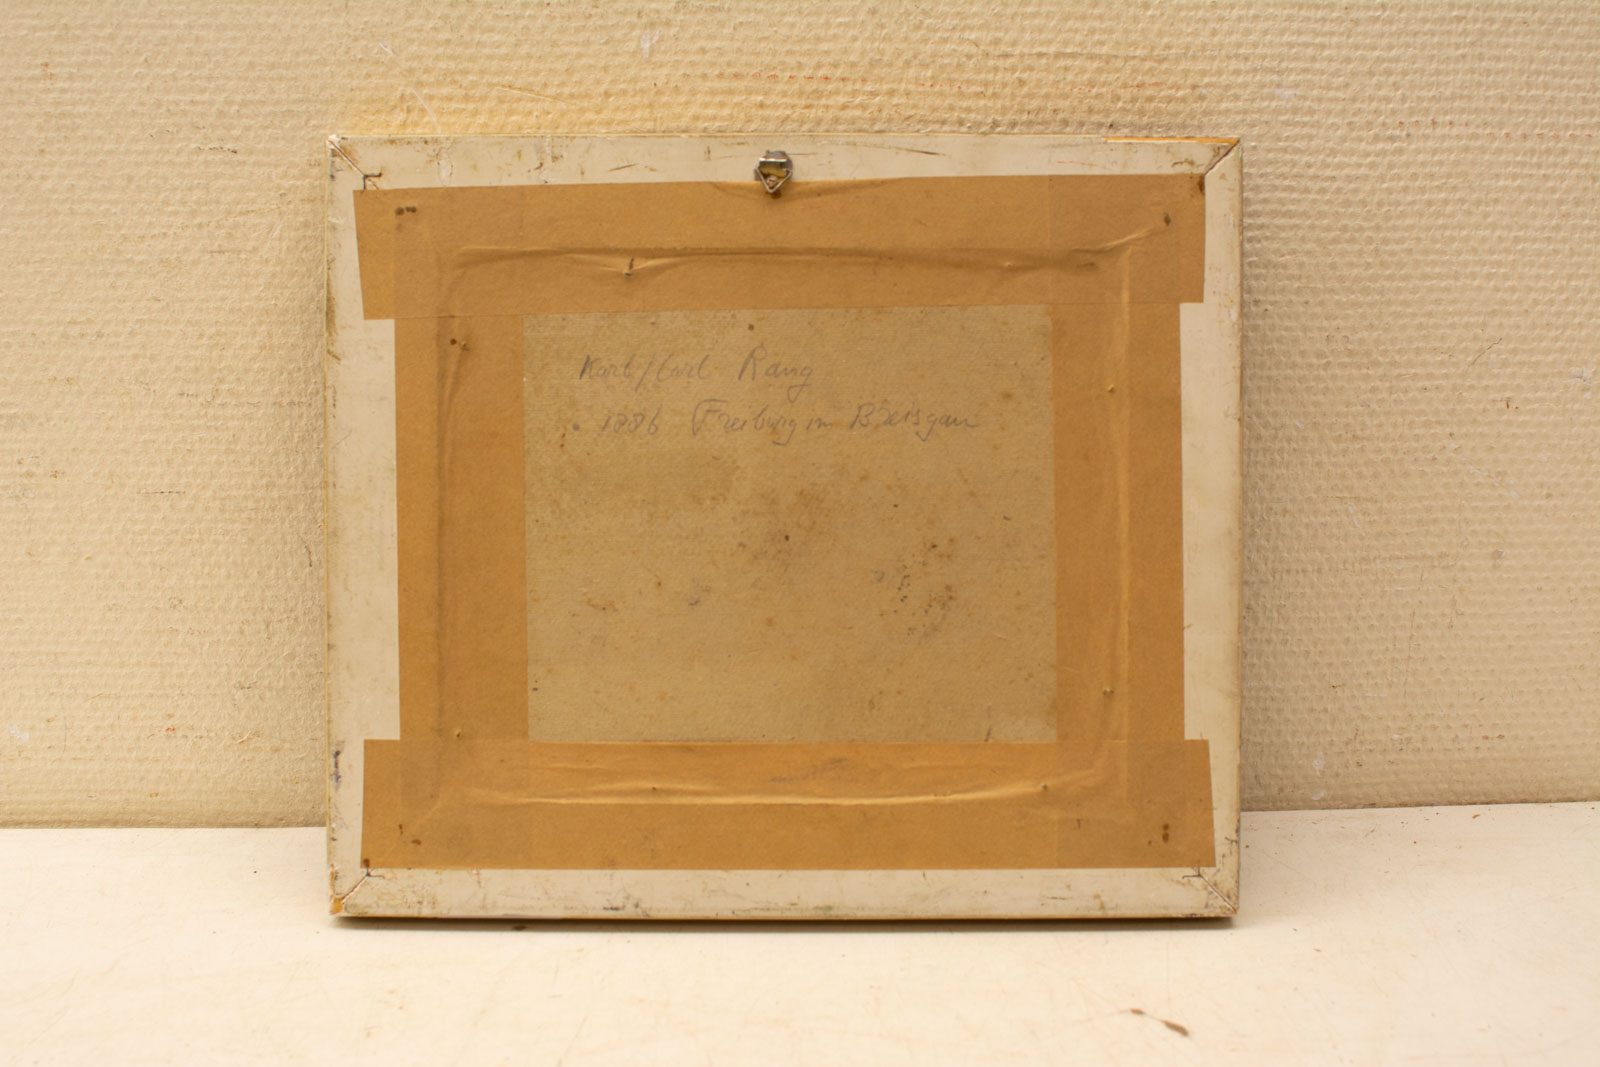 Karl/Carl Rang
• 1886 Freiburg im Breisgau